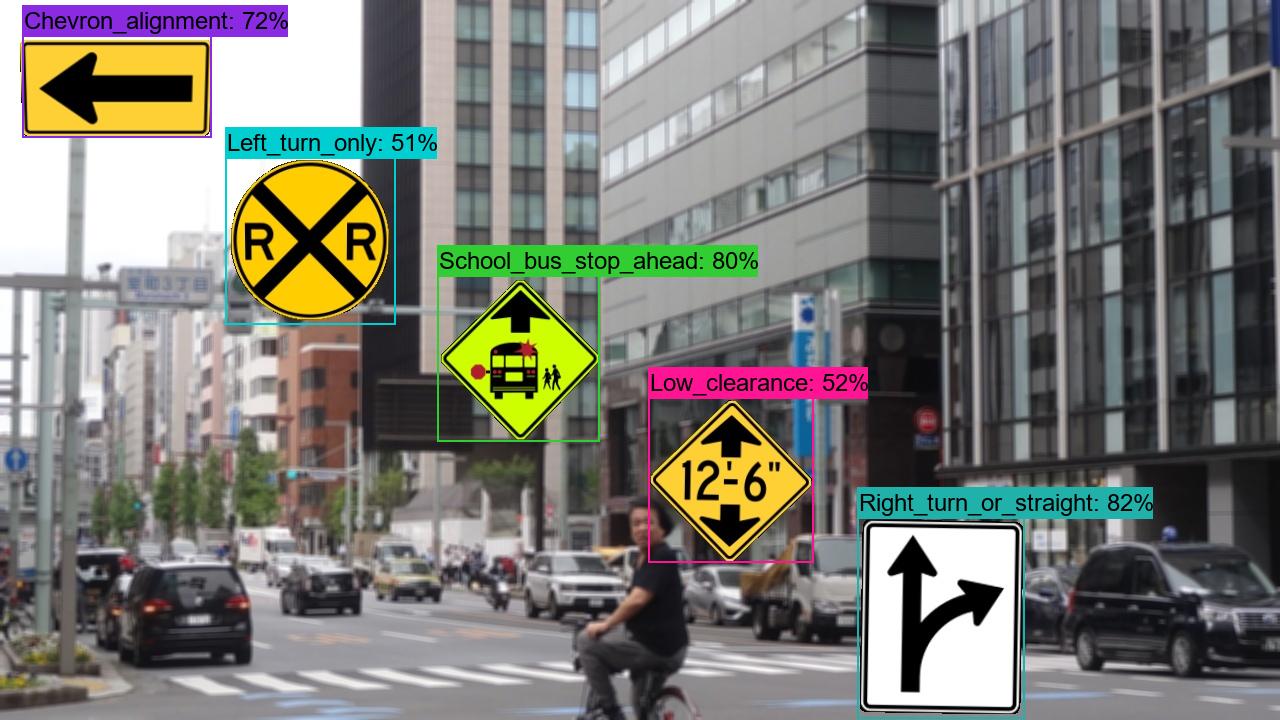 Chevron_alignment: 72%
Left_turn_only: 51%
R R
School_bus_stop_ahead: 80%
Low_clearance: 52%
12'-6"
Right_turn_or_straight: 82%